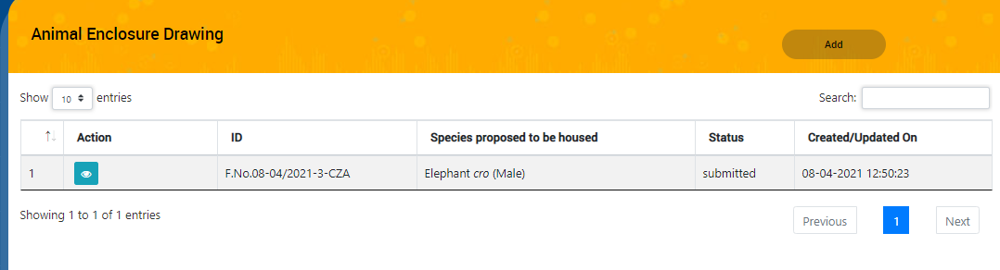 Animal Enclosure Drawing
Add
Show 10 entries
Search:
Action ID Species proposed to be housed Status Created/Updated On
1 F.No.08-04/2021-3-CZA Elephant cro (Male) submitted 08-04-2021 12:50:23
Showing 1 to 1 of 1 entries
Previous 1 Next